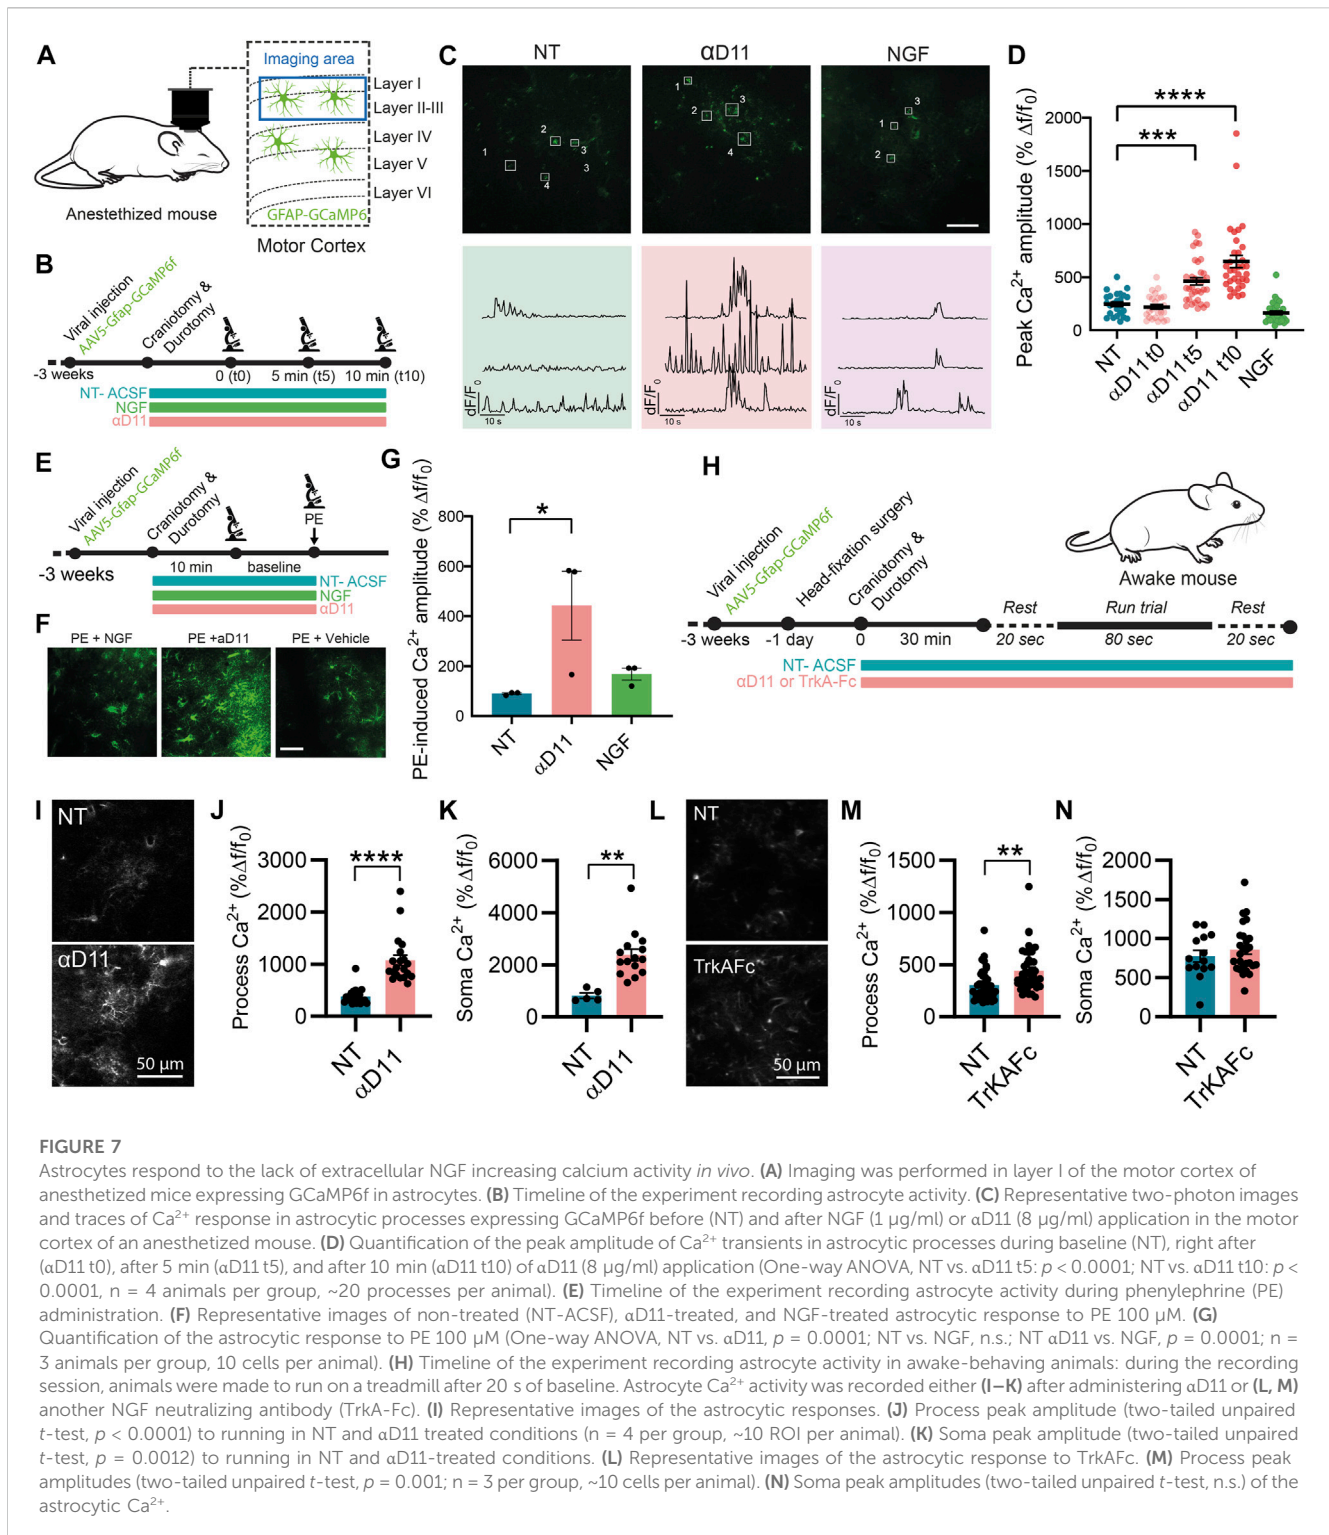 A
Imaging area
Layer I
Layer II-III
Layer IV
Layer V
Layer VI
GFAP-GCaMP6
Anestethized mouse
Motor Cortex
B
Viral injection
AAV5-Gfap-GCaMP6f
Craniotomy &
Durotomy
-3 weeks
0 (t0)
5 min (t5)
10 min (t10)
NT- ACSF
NGF
αD11
C
NT
αD11
NGF
1
2
3
3
4
1
2
3
4
3
1
2
dF/F0
10 s
dF/F0
10 s
dF/F0
10 s
D
Peak Ca2+ amplitude (% Δf/f0)
2000
1500
1000
500
0
****
***
NT
αD11 t0
αD11 t5
αD11 t10
NGF
E
Viral injection
AAV5-Gfap-GCaMP6f
Craniotomy &
Durotomy
PE
-3 weeks
10 min
baseline
NT- ACSF
NGF
αD11
F
PE + NGF
PE +aD11
PE + Vehicle
G
PE-induced Ca2+ amplitude (% Δf/f0)
800
600
400
200
0
*
NT
αD11
NGF
H
Viral injection
AAV5-Gfap-GCaMP6f
Head-fixation surgery
Craniotomy &
Durotomy
Awake mouse
-3 weeks
-1 day
0
30 min
Rest
20 sec
Run trial
80 sec
Rest
20 sec
NT- ACSF
αD11 or TrkA-Fc
I
NT
αD11
50 µm
J
Process Ca2+ (%Δf/f0)
3000
2000
1000
0
****
NT
αD11
K
Soma Ca2+ (%Δf/f0)
6000
4000
2000
0
**
NT
αD11
L
NT
TrkAFc
50 µm
M
Process Ca2+ (%Δf/f0)
1500
1000
500
0
**
NT
TrKAFc
N
Soma Ca2+ (%Δf/f0)
2000
1500
1000
500
0
NT
TrKAFc
FIGURE 7
Astrocytes respond to the lack of extracellular NGF increasing calcium activity in vivo. (A) Imaging was performed in layer I of the motor cortex of
anesthetized mice expressing GCaMP6f in astrocytes. (B) Timeline of the experiment recording astrocyte activity. (C) Representative two-photon images
and traces of Ca2+ response in astrocytic processes expressing GCaMP6f before (NT) and after NGF (1 µg/ml) or αD11 (8 µg/ml) application in the motor
cortex of an anesthetized mouse. (D) Quantification of the peak amplitude of Ca2+ transients in astrocytic processes during baseline (NT), right after
(αD11 t0), after 5 min (αD11 t5), and after 10 min (αD11 t10) of αD11 (8 µg/ml) application (One-way ANOVA, NT vs. αD11 t5: p < 0.0001; NT vs. αD11 t10: p <
0.0001, n = 4 animals per group, ~20 processes per animal). (E) Timeline of the experiment recording astrocyte activity during phenylephrine (PE)
administration. (F) Representative images of non-treated (NT-ACSF), αD11-treated, and NGF-treated astrocytic response to PE 100 µM. (G)
Quantification of the astrocytic response to PE 100 µM (One-way ANOVA, NT vs. αD11, p = 0.0001; NT vs. NGF, n.s.; NT αD11 vs. NGF, p = 0.0001; n =
3 animals per group, 10 cells per animal). (H) Timeline of the experiment recording astrocyte activity in awake-behaving animals: during the recording
session, animals were made to run on a treadmill after 20 s of baseline. Astrocyte Ca2+ activity was recorded either (I–K) after administering αD11 or (L, M)
another NGF neutralizing antibody (TrkA-Fc). (I) Representative images of the astrocytic responses. (J) Process peak amplitude (two-tailed unpaired
t-test, p < 0.0001) to running in NT and αD11 treated conditions (n = 4 per group, ~10 ROI per animal). (K) Soma peak amplitude (two-tailed unpaired
t-test, p = 0.0012) to running in NT and αD11-treated conditions. (L) Representative images of the astrocytic response to TrkAFc. (M) Process peak
amplitudes (two-tailed unpaired t-test, p = 0.001; n = 3 per group, ~10 cells per animal). (N) Soma peak amplitudes (two-tailed unpaired t-test, n.s.) of the
astrocytic Ca2+.